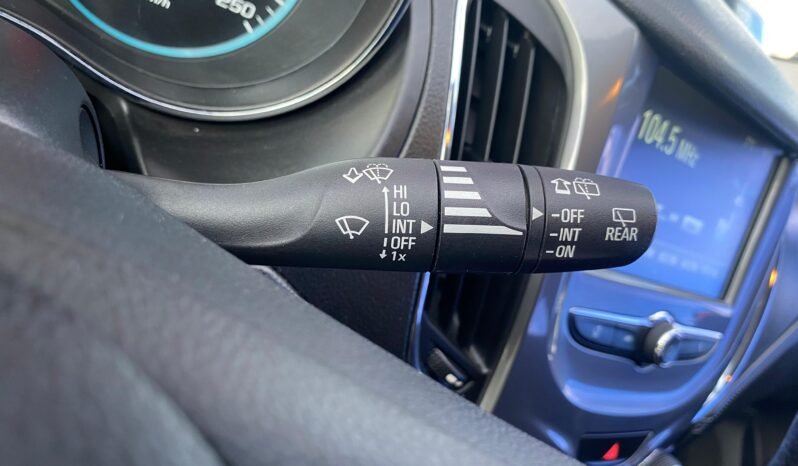 250
104.5 MHz
HI
LO
INT
OFF
1x
-OFF
-INT
-ON
REAR